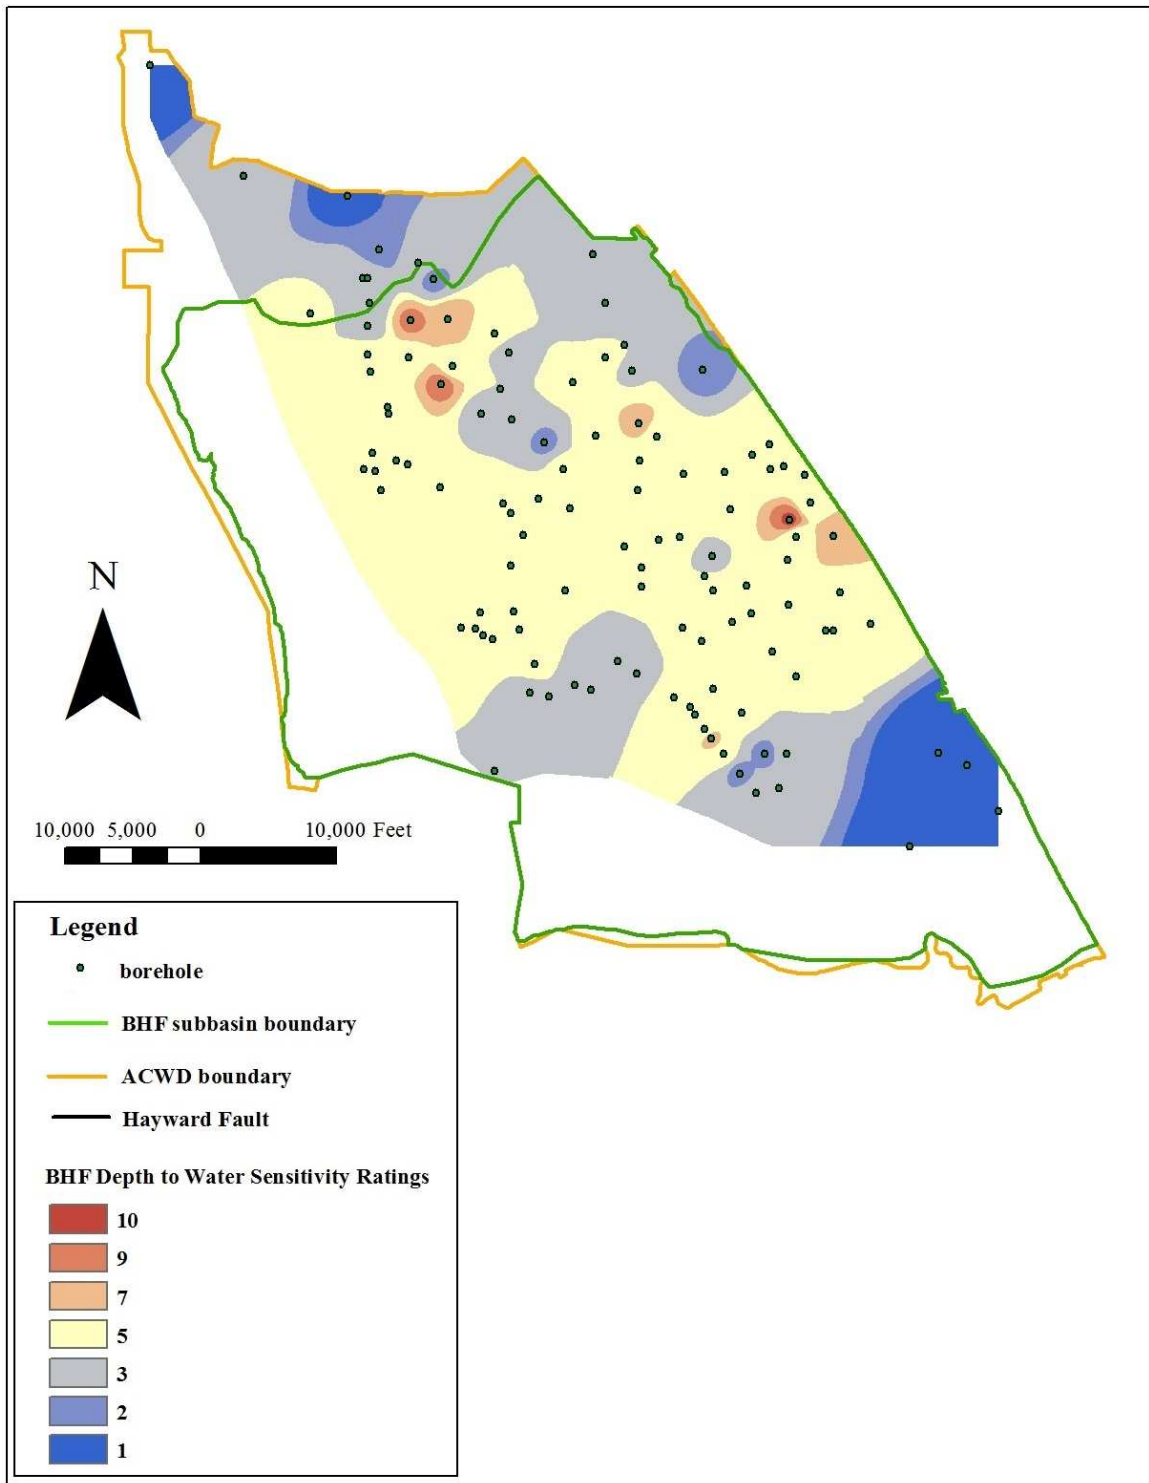 N
10,000 5,000 0 10,000 Feet
Legend
borehole
BHF subbasin boundary
ACWD boundary
Hayward Fault
BHF Depth to Water Sensitivity Ratings
10
9
7
5
3
2
1